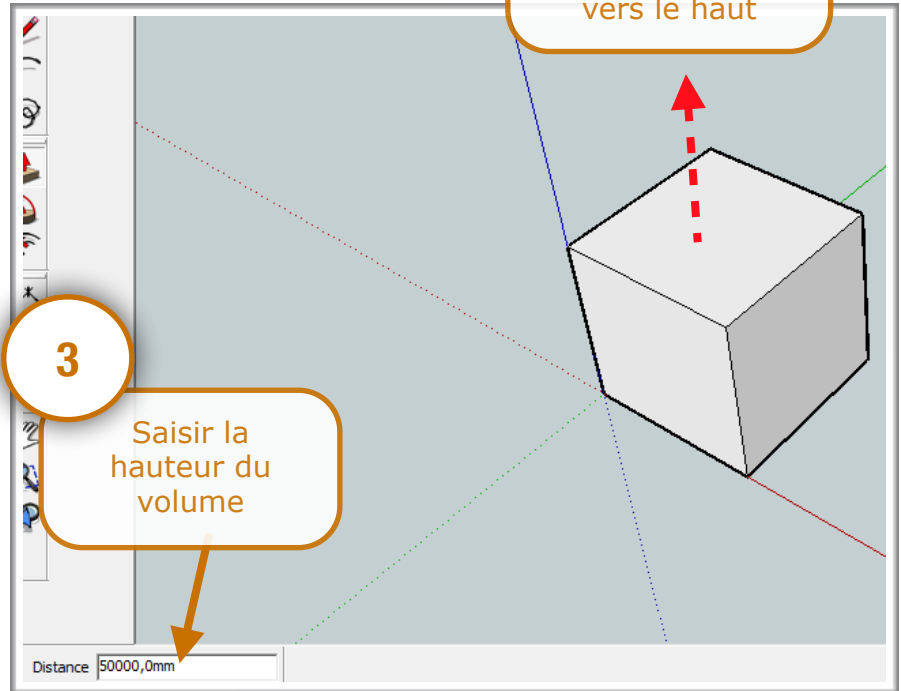 vers le haut
3
Saisir la
hauteur du
volume
Distance 50000,0mm